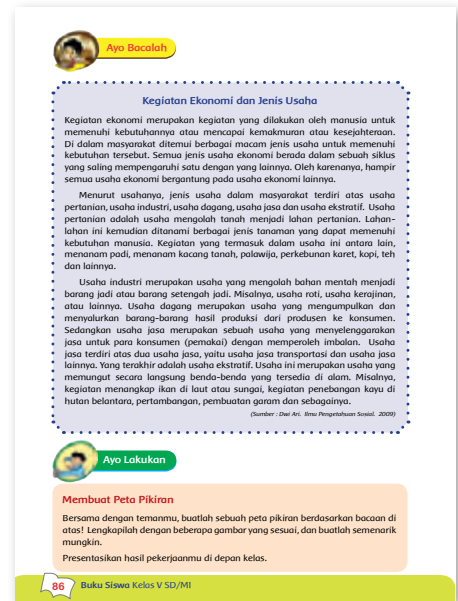 Ayo Bacalah
Kegiatan Ekonomi dan Jenis Usaha
Kegiatan ekonomi merupakan kegiatan yang dilakukan oleh manusia untuk
memenuhi kebutuhannya atau mencapai kemakmuran atau kesejahteraan.
Di dalam masyarakat ditemui berbagai macam jenis usaha untuk memenuhi
kebutuhan tersebut. Semua jenis usaha ekonomi berada dalam sebuah siklus
yang saling mempengaruhi satu dengan yang lainnya. Oleh karenanya, hampir
semua usaha ekonomi bergantung pada usaha ekonomi lainnya.
Menurut usahanya, jenis usaha dalam masyarakat terdiri atas usaha
pertanian, usaha industri, usaha dagang, usaha jasa dan usaha ekstratif. Usaha
pertanian adalah usaha mengolah tanah menjadi lahan pertanian. Lahan-
lahan ini kemudian ditanami berbagai jenis tanaman yang dapat memenuhi
kebutuhan manusia. Kegiatan yang termasuk dalam usaha ini antara lain,
menanam padi, menanam kacang tanah, palawija, perkebunan karet, kopi, teh
dan lainnya.
Usaha industri merupakan usaha yang mengolah bahan mentah menjadi
barang jadi atau barang setengah jadi. Misalnya, usaha roti, usaha kerajinan,
atau lainnya. Usaha dagang merupakan usaha yang mengumpulkan dan
menyalurkan barang-barang hasil produksi dari produsen ke konsumen.
Sedangkan usaha jasa merupakan sebuah usaha yang menyelenggarakan
jasa untuk para konsumen (pemakai) dengan memperoleh imbalan. Usaha
jasa terdiri atas dua usaha jasa, yaitu usaha jasa transportasi dan usaha jasa
lainnya. Yang terakhir adalah usaha ekstratif. Usaha ini merupakan usaha yang
memungut secara langsung benda-benda yang tersedia di alam. Misalnya,
kegiatan menangkap ikan di laut atau sungai, kegiatan penebangan kayu di
hutan belantara, pertambangan, pembuatan garam dan sebagainya.
(Sumber : Dwi Ari. Ilmu Pengetahuan Sosial. 2009)
Ayo Lakukan
Membuat Peta Pikiran
Bersama dengan temanmu, buatlah sebuah peta pikiran berdasarkan bacaan di
atas! Lengkapilah dengan beberapa gambar yang sesuai, dan buatlah semenarik
mungkin.
Presentasikan hasil pekerjaanmu di depan kelas.
86 Buku Siswa Kelas V SD/MI